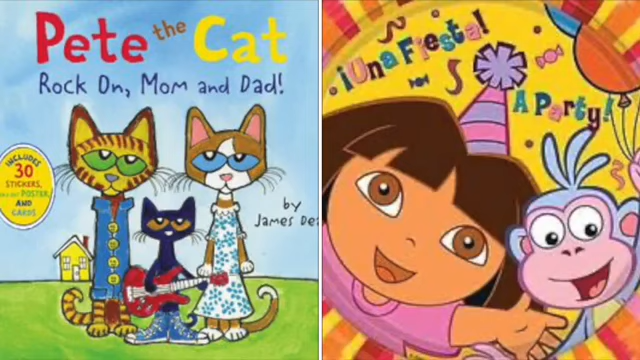 Pete the Cat
Rock On, Mom and Dad!
INCLUDES
30
STICKERS,
POSTER
AND
CARDS
by
James
¡Una Fiesta!
A Party!